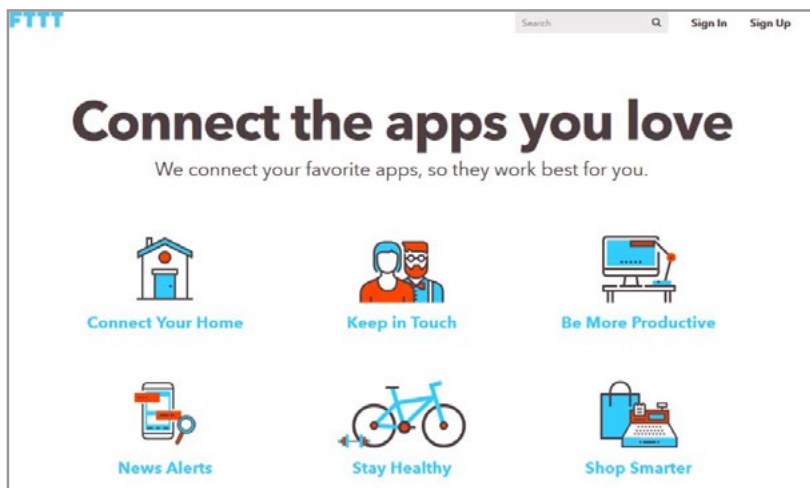 FTTT
Search
Sign In
Sign Up
Connect the apps you love
We connect your favorite apps, so they work best for you.
Connect Your Home
Keep in Touch
Be More Productive
News Alerts
Stay Healthy
Shop Smarter